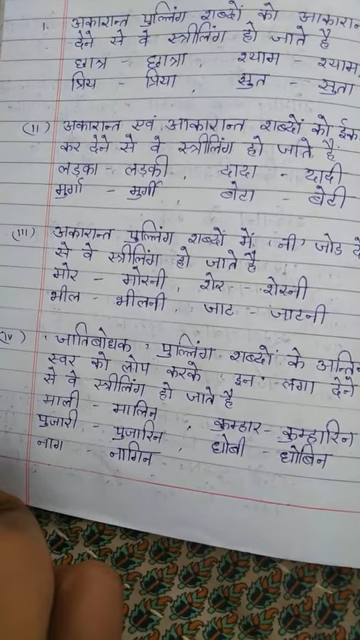 1. अकारान्त पुल्लिंग शब्दों को आकारान
देने से वे स्त्रीलिंग हो जाते है
छात्र - छात्रा , श्याम - श्याम
प्रिय - प्रिया सुत - सुता
(ii) अकारान्त एवं आकारान्त शब्दों को ईक
कर देने से वे स्त्रीलिंग हो जाते है
लड़का - लड़की , दादा - दादी
मुर्गा - मुर्गी बेटा - बेटी
(iii) अकारान्त पुल्लिंग शब्दों में 'नी' जोड़ दे
से वे स्त्रीलिंग हो जाते है
मोर - मोरनी , शेर - शेरनी
भील - भीलनी , जाट - जाटनी
(iv) 'जातिबोधक' पुल्लिंग शब्दों के अन्ति
स्वर को लोप करके 'इन' लगा देने
से वे स्त्रीलिंग हो जाते है
माली - मालिन
पुजारी - पुजारिन , कुम्हार - कुम्हारिन
नाग - नागिन धोबी - धोबिन